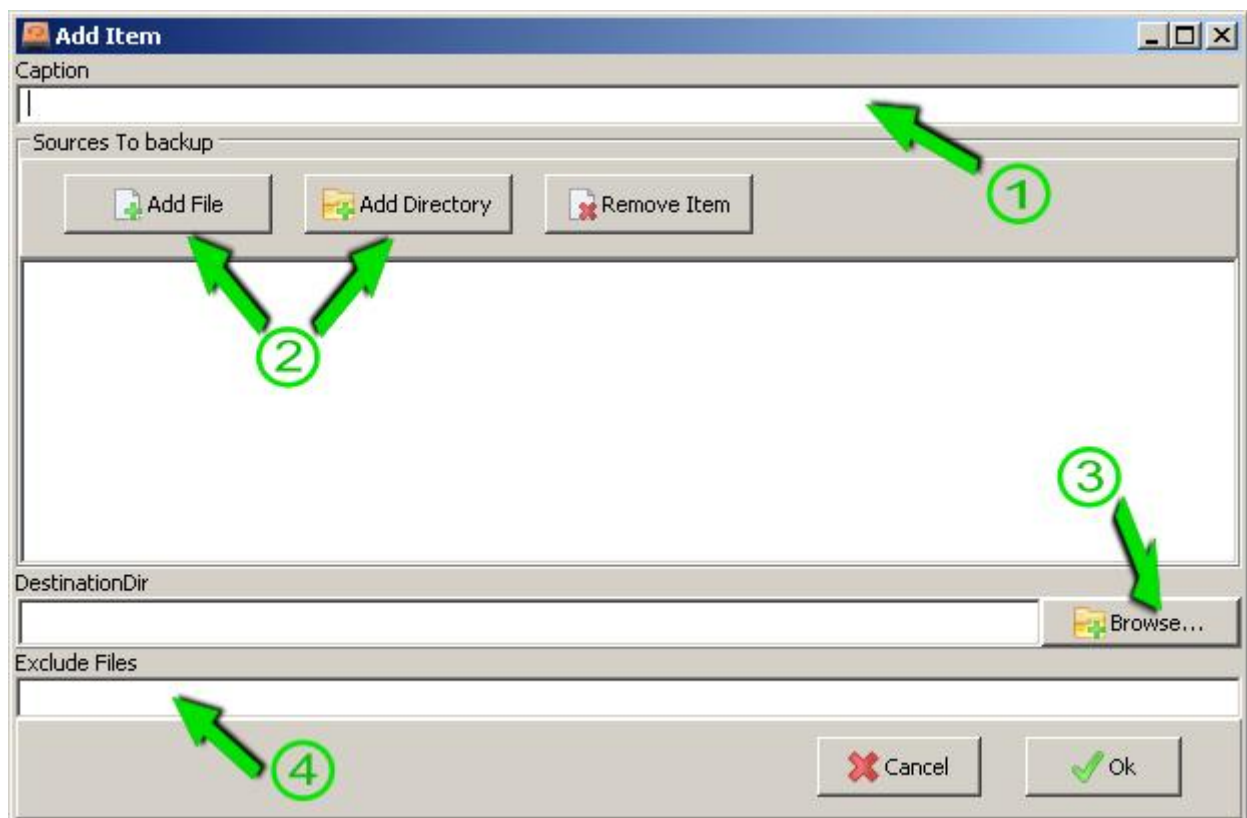 Add Item
Caption
1
Sources To backup
Add File Add Directory Remove Item
2
3
DestinationDir
Browse...
Exclude Files
4
Cancel Ok